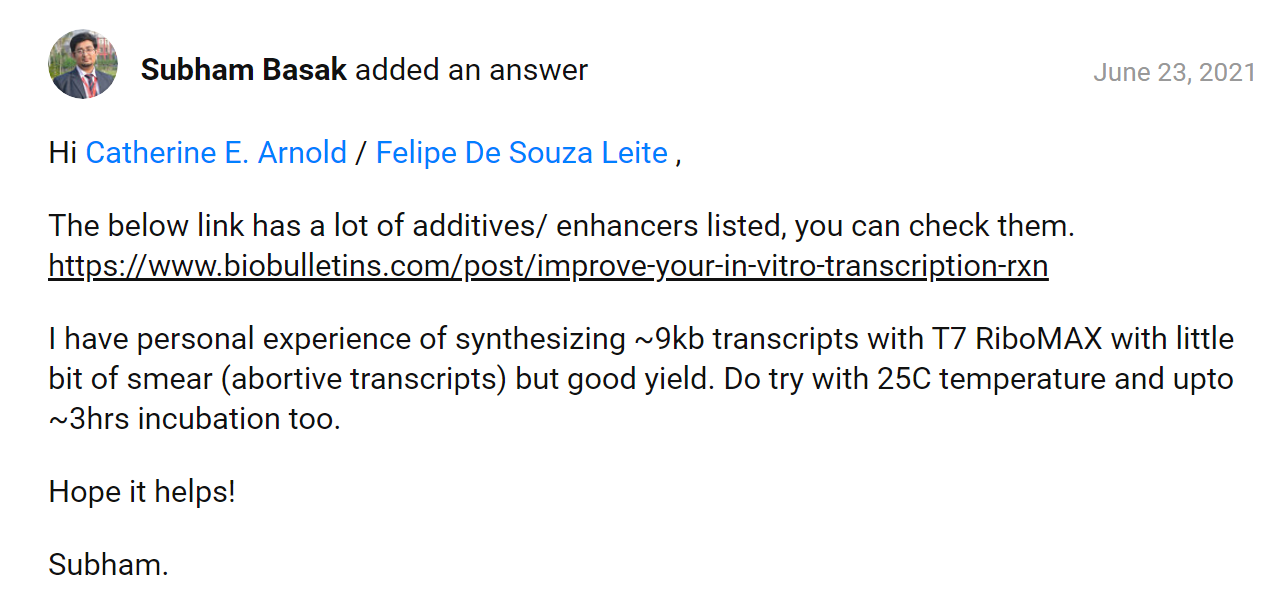 Subham Basak added an answer
June 23, 2021
Hi Catherine E. Arnold / Felipe De Souza Leite ,
The below link has a lot of additives/ enhancers listed, you can check them.
https://www.biobulletins.com/post/improve-your-in-vitro-transcription-rxn
I have personal experience of synthesizing ~9kb transcripts with T7 RiboMAX with little
bit of smear (abortive transcripts) but good yield. Do try with 25C temperature and upto
~3hrs incubation too.
Hope it helps!
Subham.